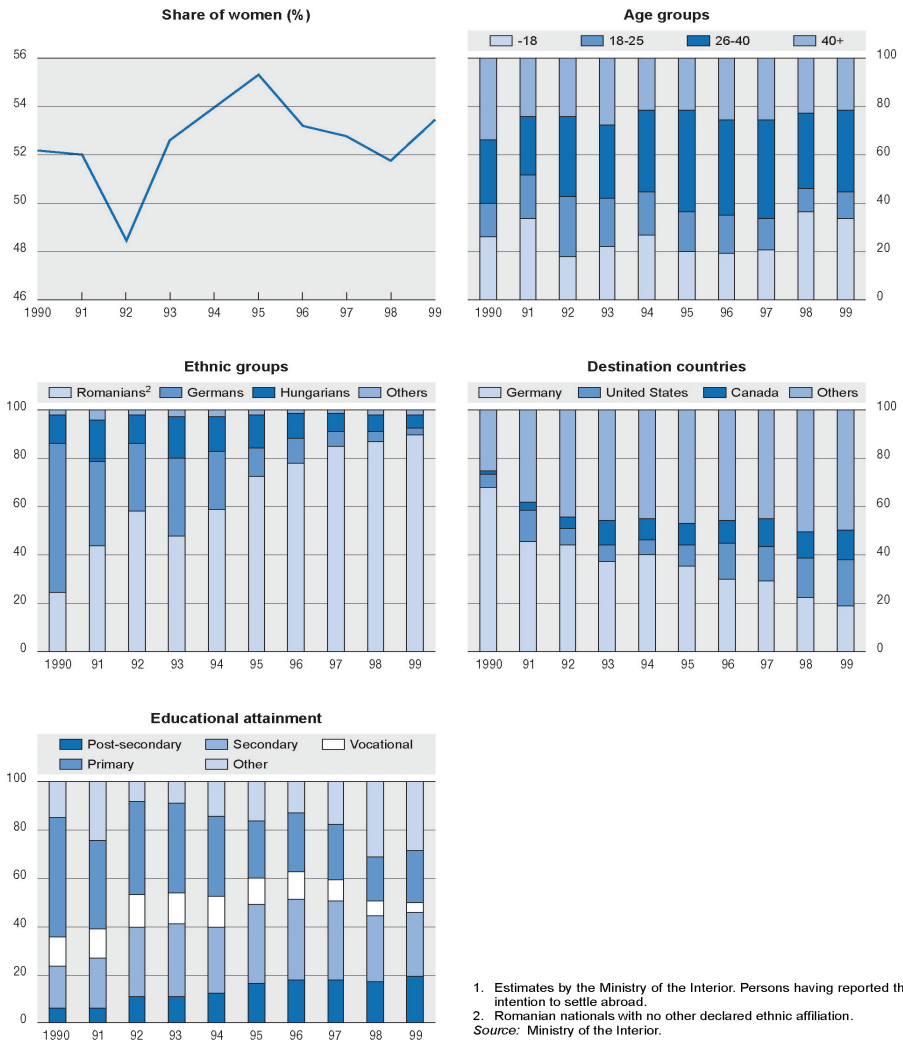 Share of women (%)
56
54
52
50
48
46
1990 91 92 93 94 95 96 97 98 99
Age groups
-18 18-25 26-40 40+
100
80
60
40
20
0
1990 91 92 93 94 95 96 97 98 99
Ethnic groups
Romanians2 Germans Hungarians Others
100
80
60
40
20
0
1990 91 92 93 94 95 96 97 98 99
Destination countries
Germany United States Canada Others
100
80
60
40
20
0
1990 91 92 93 94 95 96 97 98 99
Educational attainment
Post-secondary Secondary Vocational
Primary Other
100
80
60
40
20
0
1990 91 92 93 94 95 96 97 98 99
1. Estimates by the Ministry of the Interior. Persons having reported th
intention to settle abroad.
2. Romanian nationals with no other declared ethnic affiliation.
Source: Ministry of the Interior.